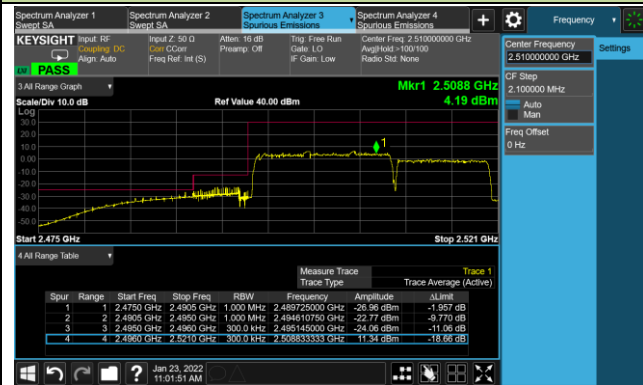 Spectrum Analyzer 1
Swept SA
Spectrum Analyzer 2
Swept SA
Spectrum Analyzer 3
Spurious Emissions
Spectrum Analyzer 4
Spurious Emissions
+
Frequency
KEYSIGHT
Input: RF
Coupling: DC
Align: Auto
Input Z: 50 Ω
Corr CCorr
Freq Ref: Int (S)
Atten: 16 dB
Preamp: Off
Trig: Free Run
Gate: LO
IF Gain: Low
Center Freq: 2.510000000 GHz
Avg|Hold:>100/100
Radio Std: None
LW PASS
Center Frequency
2.510000000 GHz
Settings
CF Step
2.100000 MHz
Auto
Man
Freq Offset
0 Hz
3 All Range Graph
Mkr1 2.5088 GHz
Scale/Div 10.0 dB Ref Value 40.00 dBm 4.19 dBm
Log
30.0
20.0
10.0
0.00
-10.0
-20.0
-30.0
-40.0
-50.0
1
Start 2.475 GHz Stop 2.521 GHz
4 All Range Table
Measure Trace Trace 1
Trace Type Trace Average (Active)
Spur Range Start Freq Stop Freq RBW Frequency Amplitude ΔLimit
1 1 2.4750 GHz 2.4905 GHz 1.000 MHz 2.489725000 GHz -26.96 dBm -1.957 dB
2 2 2.4905 GHz 2.4950 GHz 1.000 MHz 2.494610750 GHz -22.77 dBm -9.770 dB
3 3 2.4950 GHz 2.4960 GHz 300.0 kHz 2.495145000 GHz -24.06 dBm -11.06 dB
4 4 2.4960 GHz 2.5210 GHz 300.0 kHz 2.508833333 GHz 11.34 dBm -18.66 dB
? Jan 23, 2022
11:01:51 AM